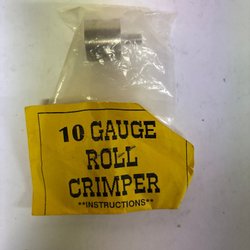 10 GAUGE
ROLL
CRIMPER
**INSTRUCTIONS**